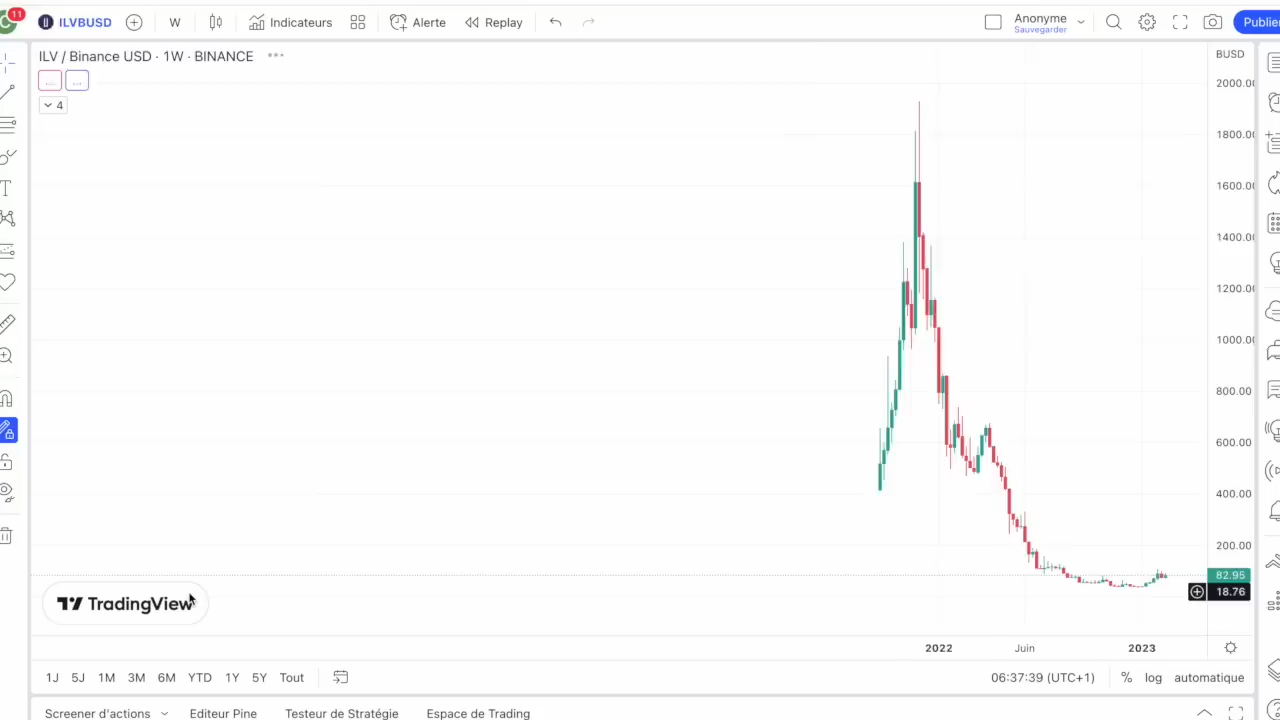 11
ILVBUSD
W
Indicateurs
Alerte
Replay
Anonyme
Sauvegarder
Publier
ILV / Binance USD · 1W · BINANCE
BUSD
4
2000.00
1800.00
1600.00
1400.00
1200.00
1000.00
800.00
600.00
400.00
200.00
82.95
18.76
TradingView
2022
Juin
2023
1J 5J 1M 3M 6M YTD 1Y 5Y Tout
06:37:39 (UTC+1)
% log automatique
Screener d'actions
Editeur Pine
Testeur de Stratégie
Espace de Trading